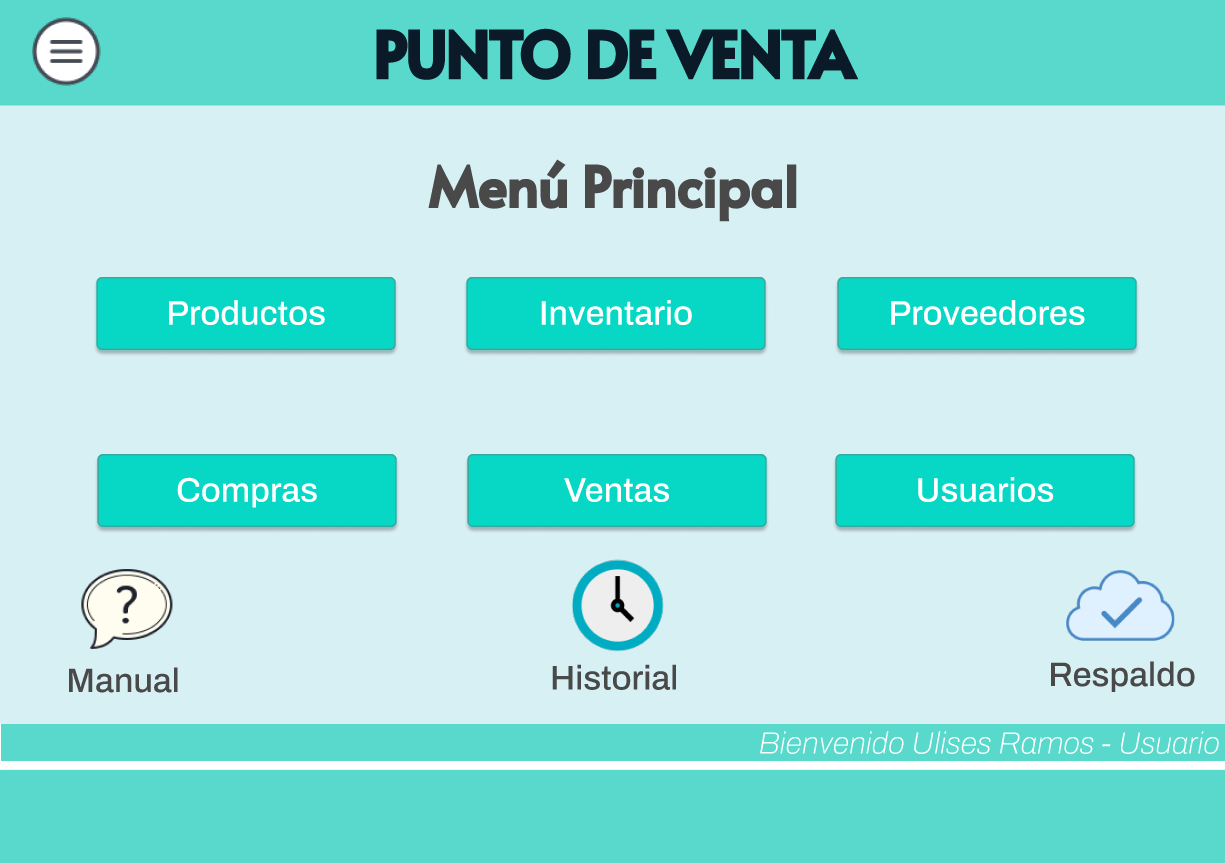 PUNTO DE VENTA
Menú Principal
Productos
Inventario
Proveedores
Compras
Ventas
Usuarios
?
Manual
Historial
Respaldo
Bienvenido Ulises Ramos - Usuario